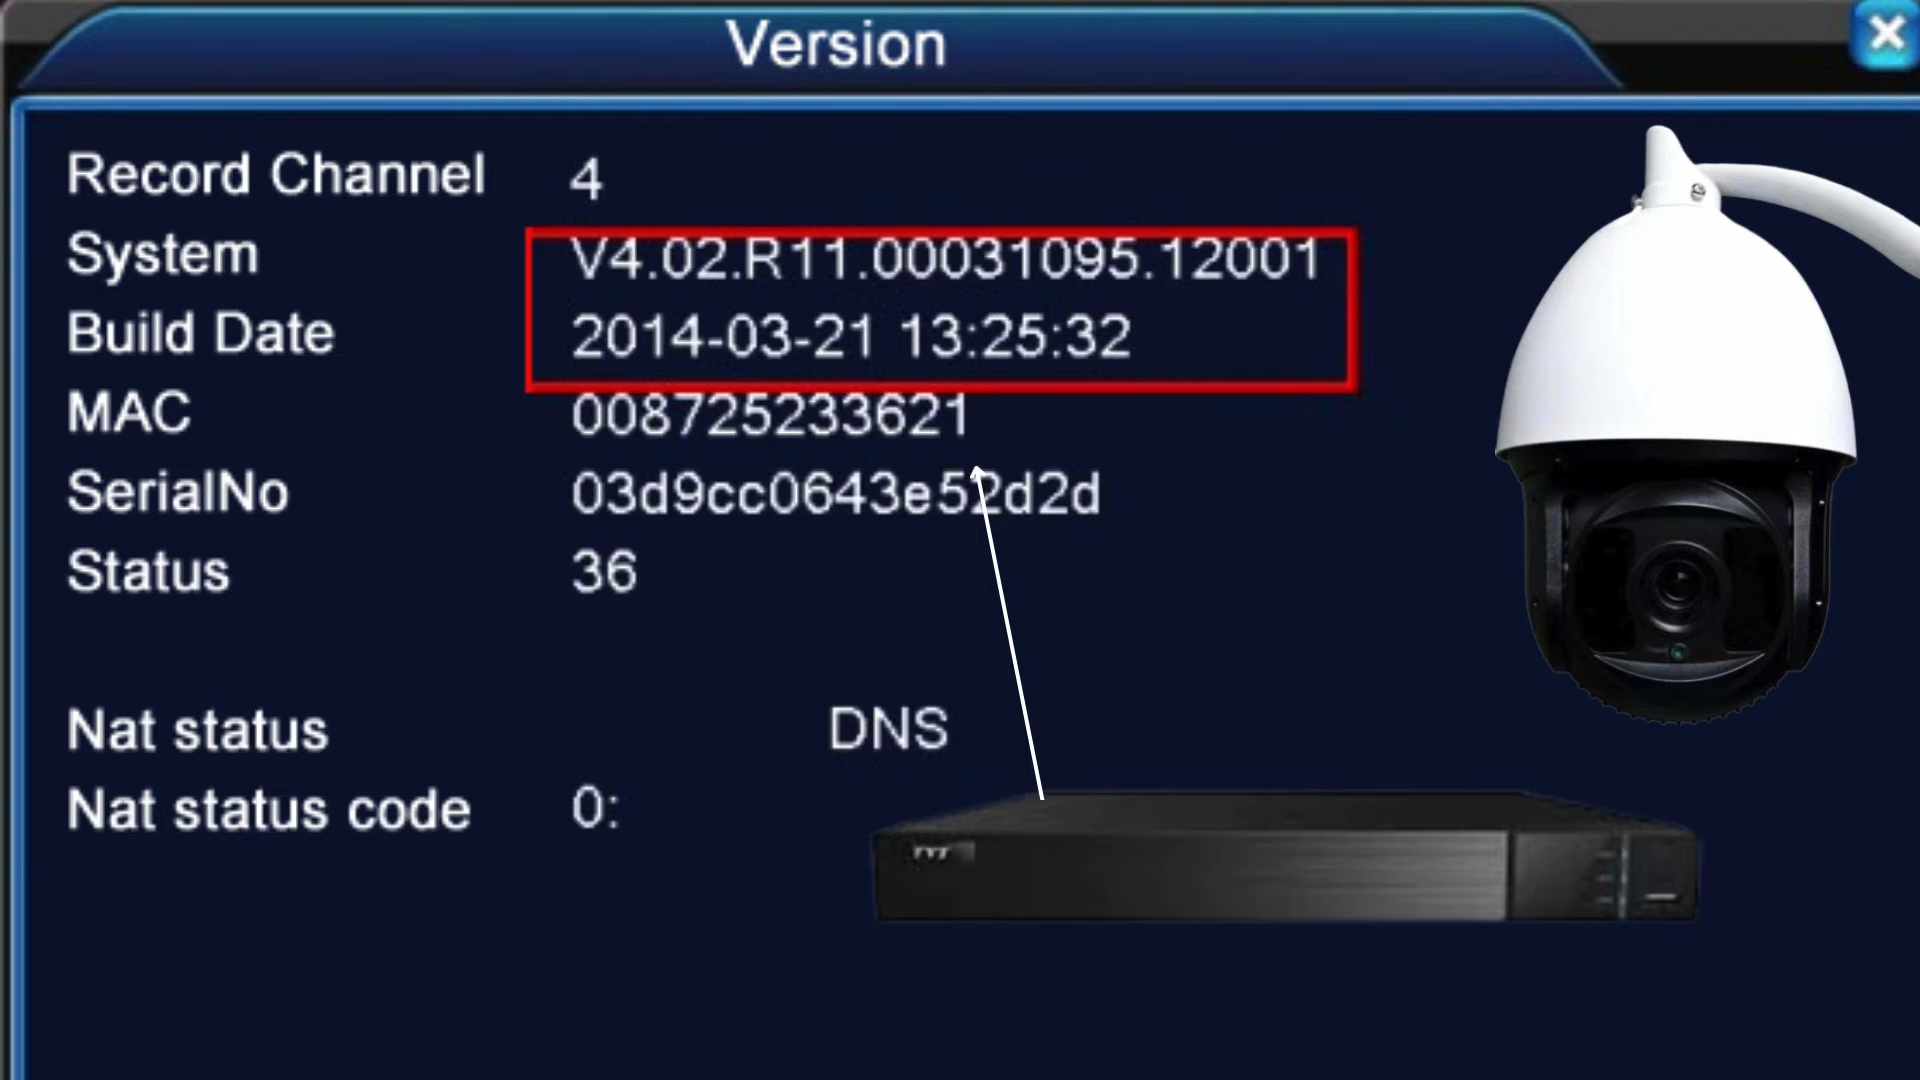 Version
Record Channel 4
System V4.02.R11.00031095.12001
Build Date 2014-03-21 13:25:32
MAC 008725233621
SerialNo 03d9cc0643e52d2d
Status 36
Nat status DNS
Nat status code 0:
TVT